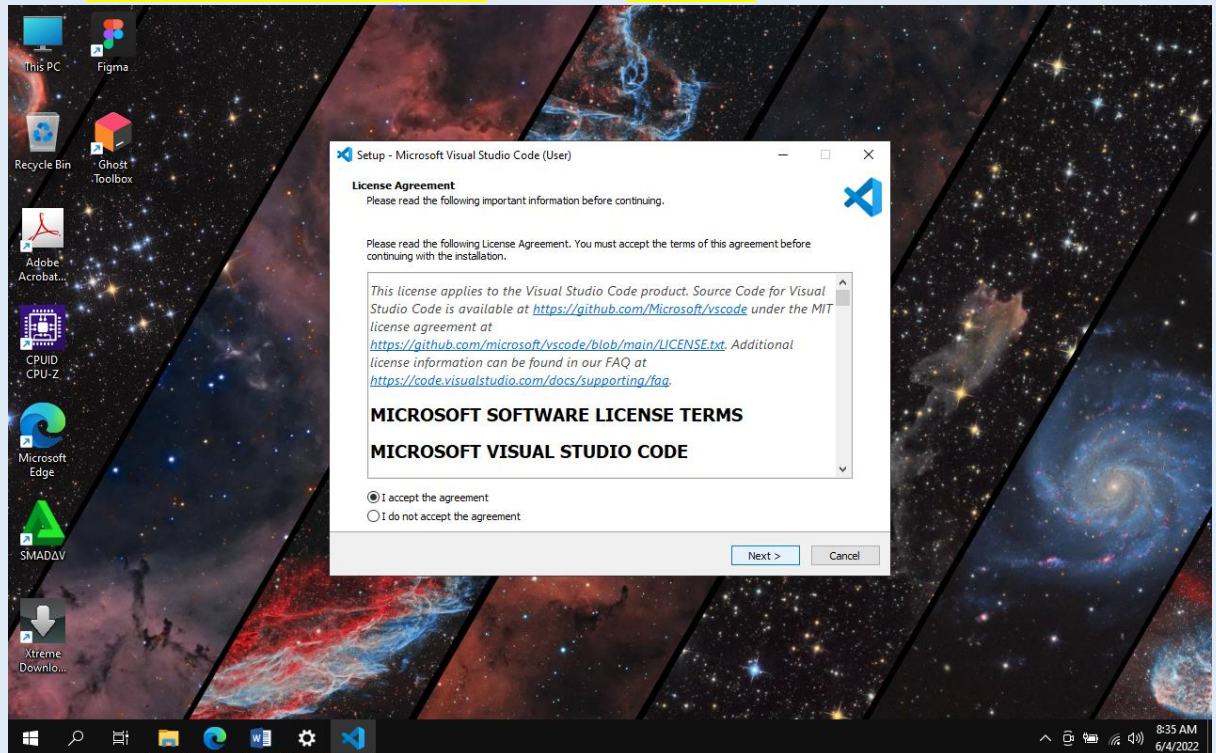 This PC
Figma
Recycle Bin
Ghost
Toolbox
Adobe
Acrobat...
CPUID
CPU-Z
Microsoft
Edge
SMADΔV
Xtreme
Downlo...
Setup - Microsoft Visual Studio Code (User)
License Agreement
Please read the following important information before continuing.
Please read the following License Agreement. You must accept the terms of this agreement before
continuing with the installation.
This license applies to the Visual Studio Code product. Source Code for Visual
Studio Code is available at https://github.com/Microsoft/vscode under the MIT
license agreement at
https://github.com/microsoft/vscode/blob/main/LICENSE.txt. Additional
license information can be found in our FAQ at
https://code.visualstudio.com/docs/supporting/faq.
MICROSOFT SOFTWARE LICENSE TERMS
MICROSOFT VISUAL STUDIO CODE
I accept the agreement
I do not accept the agreement
Next >
Cancel
8:35 AM
6/4/2022